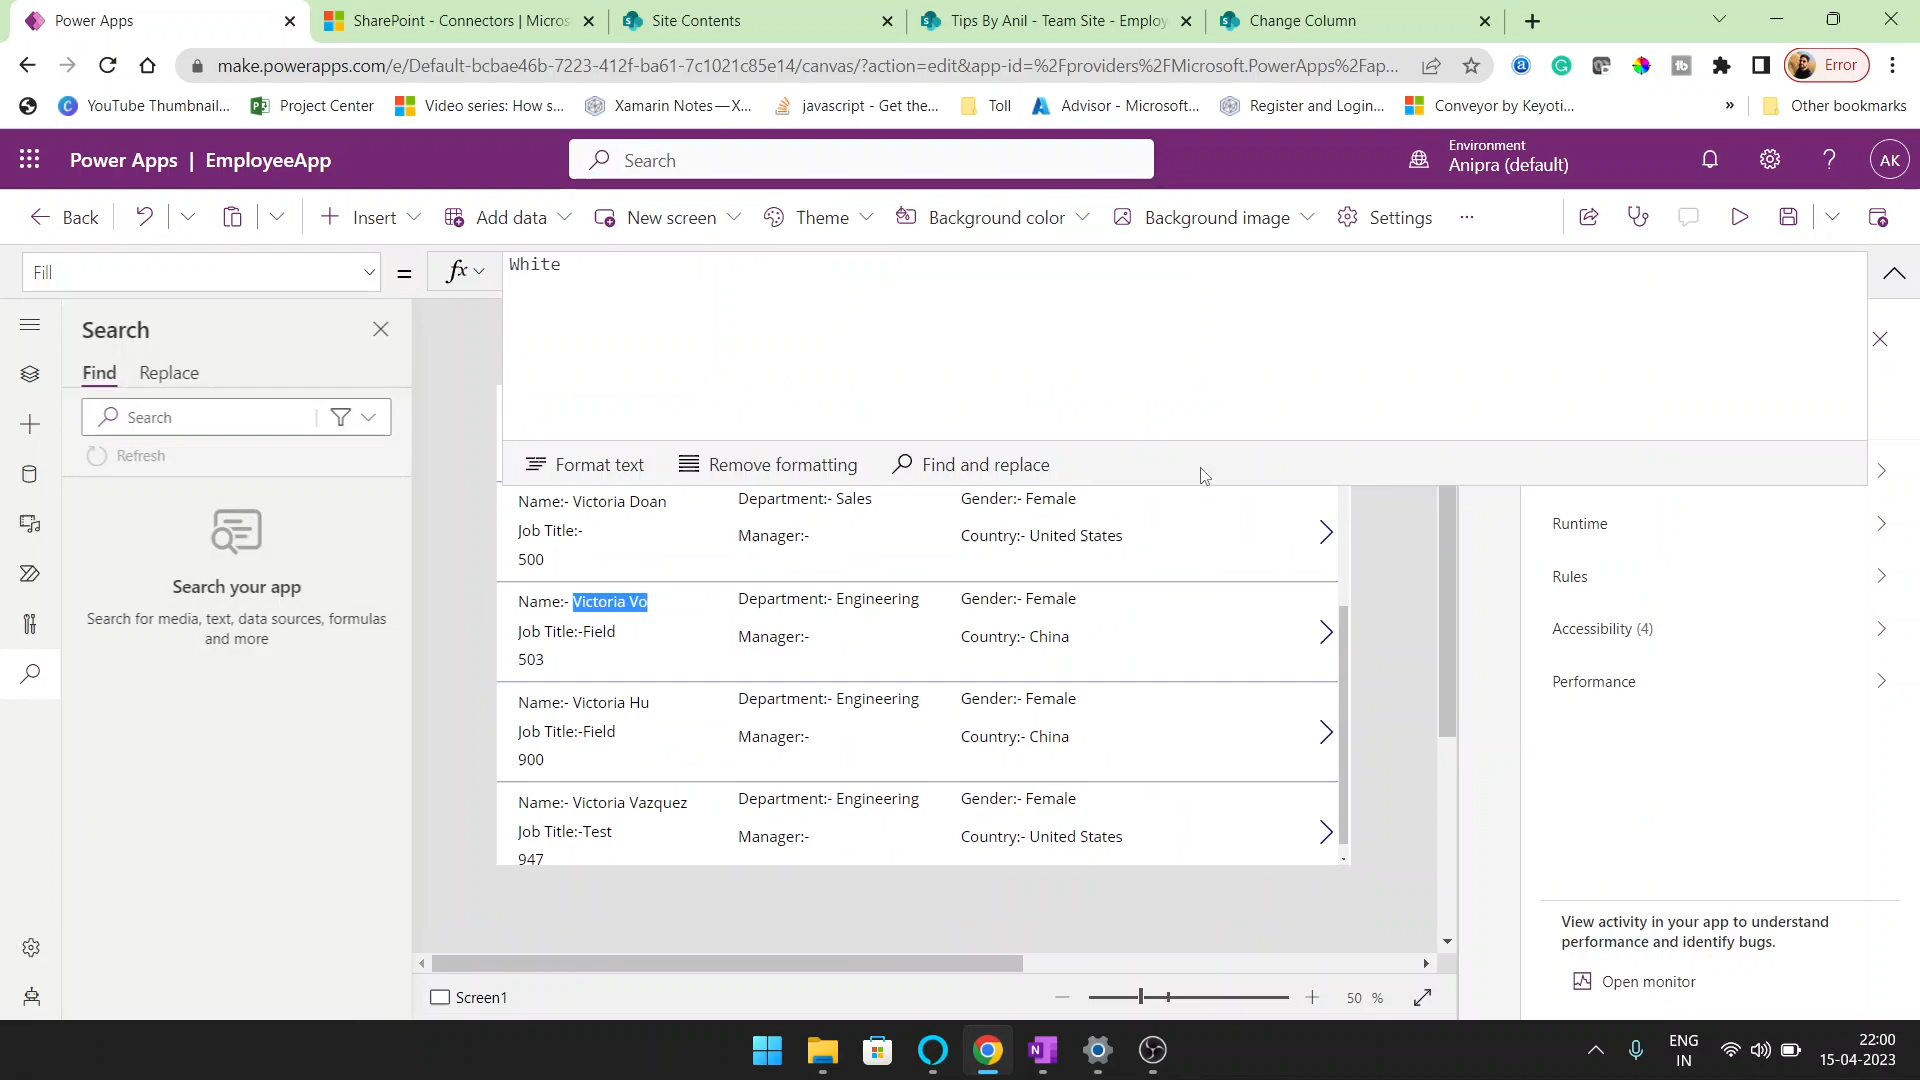 Power Apps
SharePoint - Connectors | Micros
Site Contents
Tips By Anil - Team Site - Employ
Change Column
make.powerapps.com/e/Default-bcbae46b-7223-412f-ba61-7c1021c85e14/canvas/?action=edit&app-id=%2Fproviders%2FMicrosoft.PowerApps%2Fap...
Error
YouTube Thumbnail...
Project Center
Video series: How s...
Xamarin Notes — X...
javascript - Get the...
Toll
Advisor - Microsoft...
Register and Login...
Conveyor by Keyoti...
»
Other bookmarks
Power Apps | EmployeeApp
Search
Environment
Anipra (default)
AK
Back
Insert
Add data
New screen
Theme
Background color
Background image
Settings
...
Fill
=
fx
White
Format text
Remove formatting
Find and replace
Search
Find
Replace
Search
Refresh
Search your app
Search for media, text, data sources, formulas
and more
Name:- Victoria Doan
Department:- Sales
Gender:- Female
Job Title:-
Manager:-
Country:- United States
500
Name:- Victoria Vo
Department:- Engineering
Gender:- Female
Job Title:-Field
Manager:-
Country:- China
503
Name:- Victoria Hu
Department:- Engineering
Gender:- Female
Job Title:-Field
Manager:-
Country:- China
900
Name:- Victoria Vazquez
Department:- Engineering
Gender:- Female
Job Title:-Test
Manager:-
Country:- United States
947
Runtime
Rules
Accessibility (4)
Performance
View activity in your app to understand
performance and identify bugs.
Open monitor
Screen1
50 %
ENG
IN
22:00
15-04-2023